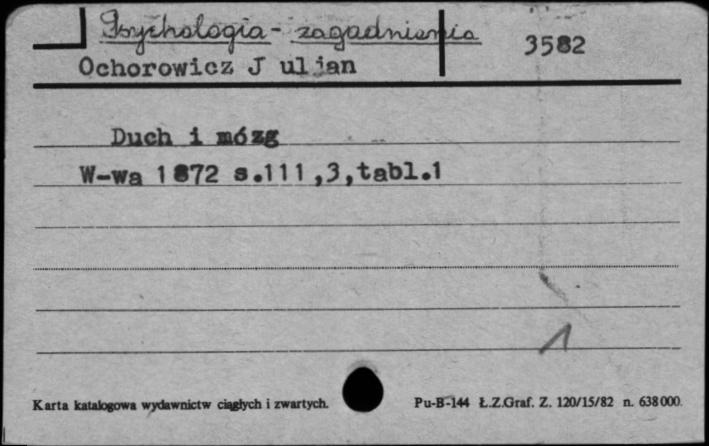 Psychologia - zagadnienia
3582
Ochorowicz J uljan
Duch i mózg
W-wa 1872 s.111,3,tabl.1
1
Karta katalogowa wydawnictw ciągłych i zwartych.
Pu-B-144 Ł.Z.Graf. Z. 120/15/82 n. 638000.